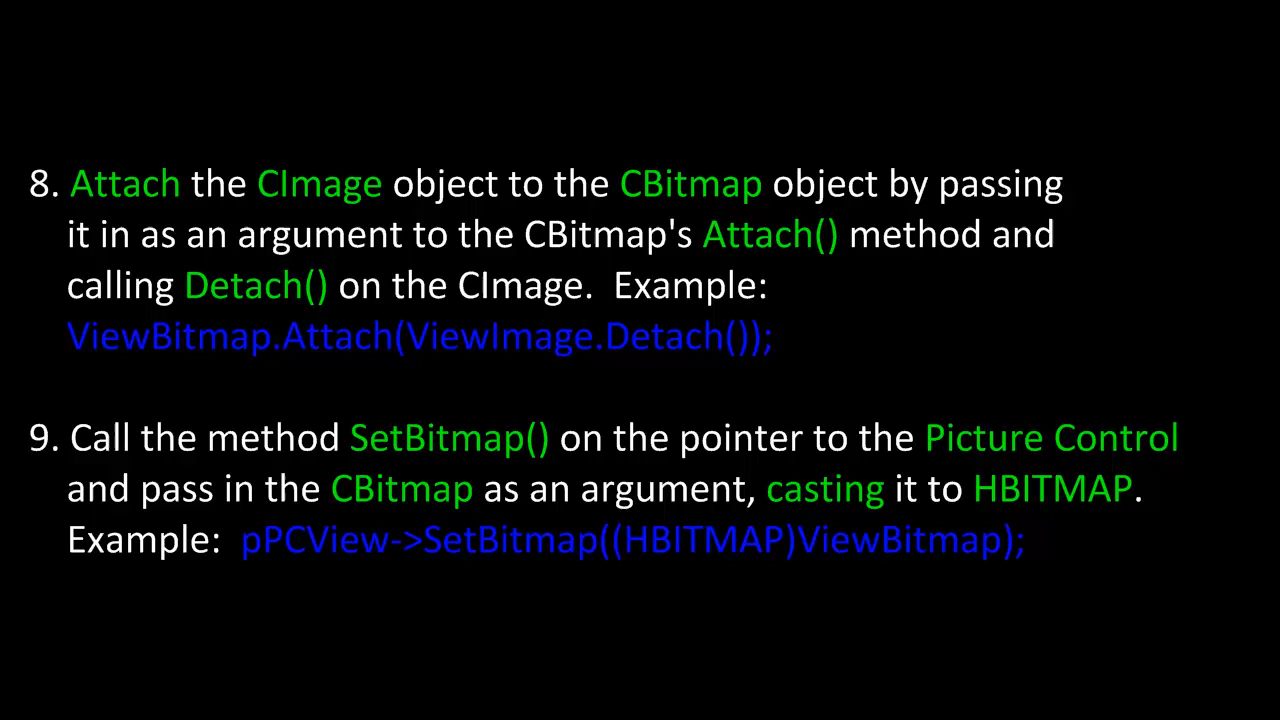 8. Attach the CImage object to the CBitmap object by passing
it in as an argument to the CBitmap's Attach() method and
calling Detach() on the CImage.  Example:
ViewBitmap.Attach(ViewImage.Detach());
9. Call the method SetBitmap() on the pointer to the Picture Control
and pass in the CBitmap as an argument, casting it to HBITMAP.
Example:  pPCView->SetBitmap((HBITMAP)ViewBitmap);